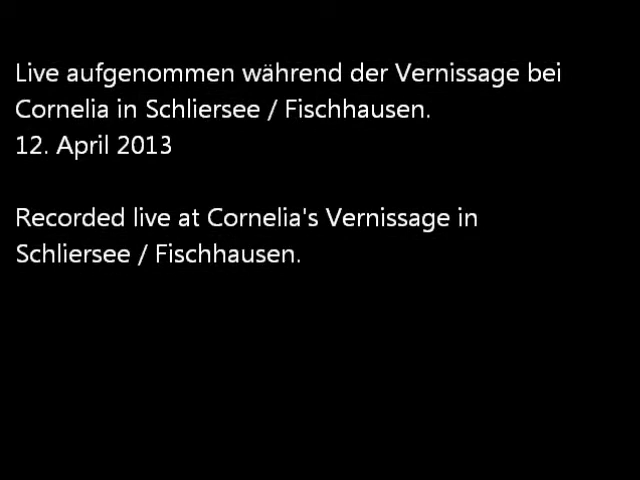 Live aufgenommen während der Vernissage bei
Cornelia in Schliersee / Fischhausen.
12. April 2013
Recorded live at Cornelia's Vernissage in
Schliersee / Fischhausen.